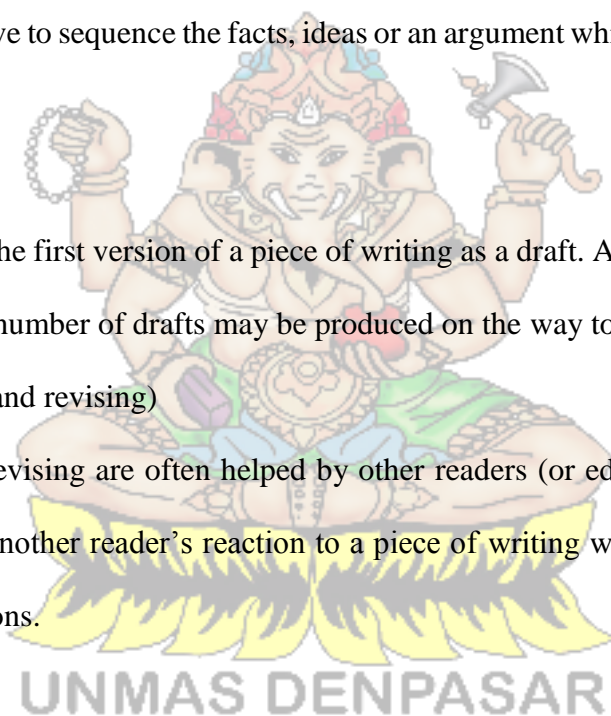 ve to sequence the facts, ideas or an argument wh
he first version of a piece of writing as a draft. A
number of drafts may be produced on the way to
and revising)
evising are often helped by other readers (or ed
nother reader’s reaction to a piece of writing w
ons.
UNMAS DENPASAR